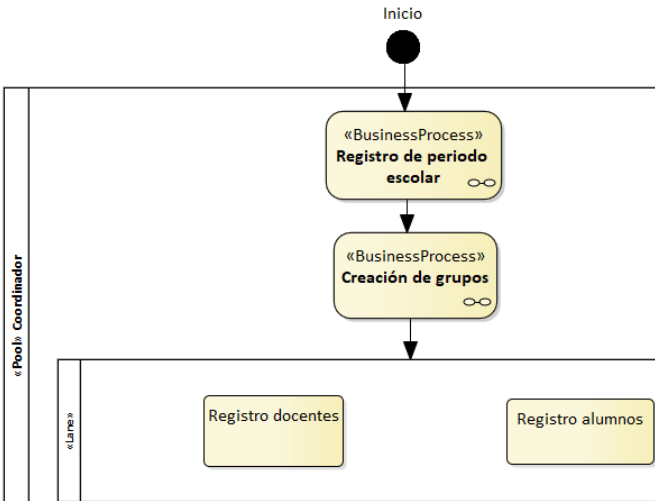 Inicio
«BusinessProcess»
Registro de periodo
escolar
«BusinessProcess»
Creación de grupos
«Pool» Coordinador
«Lane»
Registro docentes
Registro alumnos